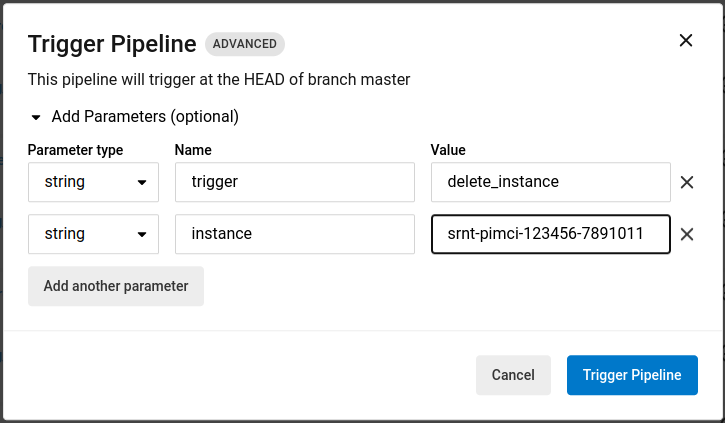 Trigger Pipeline ADVANCED
This pipeline will trigger at the HEAD of branch master
Add Parameters (optional)
Parameter type Name Value
string trigger delete_instance
string instance srnt-pimci-123456-7891011
Add another parameter
Cancel Trigger Pipeline